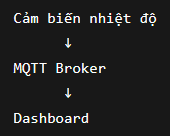 Cảm biến nhiệt độ
↓
MQTT Broker
↓
Dashboard